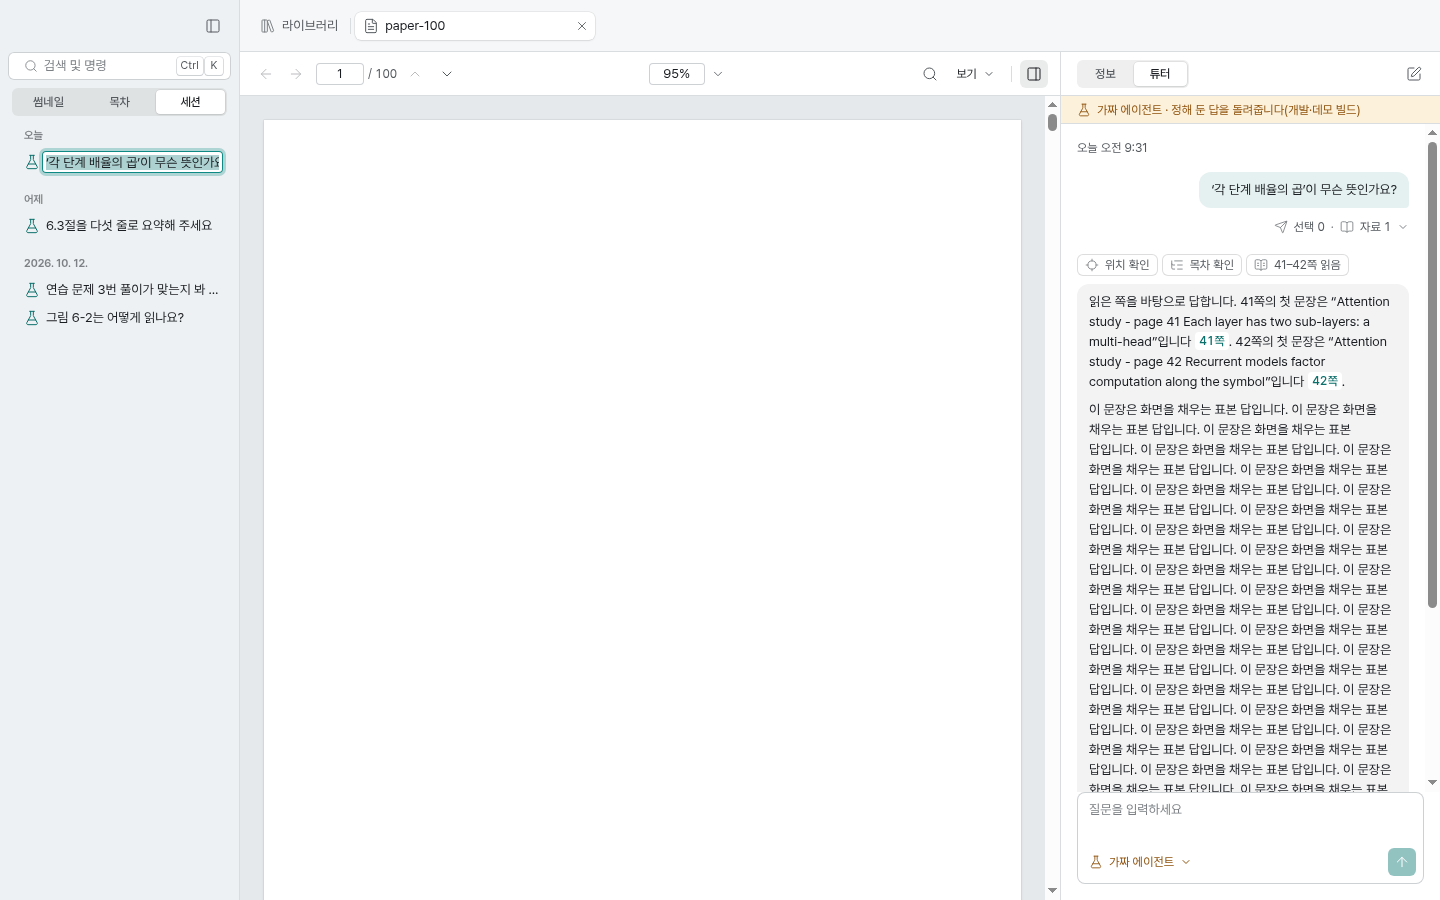 라이브러리
paper-100
검색 및 명령
Ctrl
K
썸네일
목차
세션
오늘
‘각 단계 배율의 곱’이 무슨 뜻인가요
어제
6.3절을 다섯 줄로 요약해 주세요
2026. 10. 12.
연습 문제 3번 풀이가 맞는지 봐 ...
그림 6-2는 어떻게 읽나요?
1
/ 100
95%
보기
정보
튜터
가짜 에이전트 · 정해 둔 답을 돌려줍니다(개발·데모 빌드)
오늘 오전 9:31
‘각 단계 배율의 곱’이 무슨 뜻인가요?
선택 0 · 자료 1
위치 확인
목차 확인
41–42쪽 읽음
읽은 쪽을 바탕으로 답합니다. 41쪽의 첫 문장은 “Attention
study - page 41 Each layer has two sub-layers: a
multi-head”입니다 41쪽 . 42쪽의 첫 문장은 “Attention
study - page 42 Recurrent models factor
computation along the symbol”입니다 42쪽 .
이 문장은 화면을 채우는 표본 답입니다. 이 문장은 화면을
채우는 표본 답입니다. 이 문장은 화면을 채우는 표본
답입니다. 이 문장은 화면을 채우는 표본 답입니다. 이 문장은
화면을 채우는 표본 답입니다. 이 문장은 화면을 채우는 표본
답입니다. 이 문장은 화면을 채우는 표본 답입니다. 이 문장은
화면을 채우는 표본 답입니다. 이 문장은 화면을 채우는 표본
답입니다. 이 문장은 화면을 채우는 표본 답입니다. 이 문장은
화면을 채우는 표본 답입니다. 이 문장은 화면을 채우는 표본
답입니다. 이 문장은 화면을 채우는 표본 답입니다. 이 문장은
화면을 채우는 표본 답입니다. 이 문장은 화면을 채우는 표본
답입니다. 이 문장은 화면을 채우는 표본 답입니다. 이 문장은
화면을 채우는 표본 답입니다. 이 문장은 화면을 채우는 표본
답입니다. 이 문장은 화면을 채우는 표본 답입니다. 이 문장은
화면을 채우는 표본 답입니다. 이 문장은 화면을 채우는 표본
답입니다. 이 문장은 화면을 채우는 표본 답입니다. 이 문장은
화면을 채우는 표본 답입니다. 이 문장은 화면을 채우는 표본
답입니다. 이 문장은 화면을 채우는 표본 답입니다. 이 문장은
화면을 채우는 표본 답입니다. 이 문장은 화면을 채우는 표본
답입니다. 이 문장은 화면을 채우는 표본 답입니다. 이 문장은
화면을 채우는 표본 답입니다. 이 문장은 화면을 채우는 표본
질문을 입력하세요
가짜 에이전트